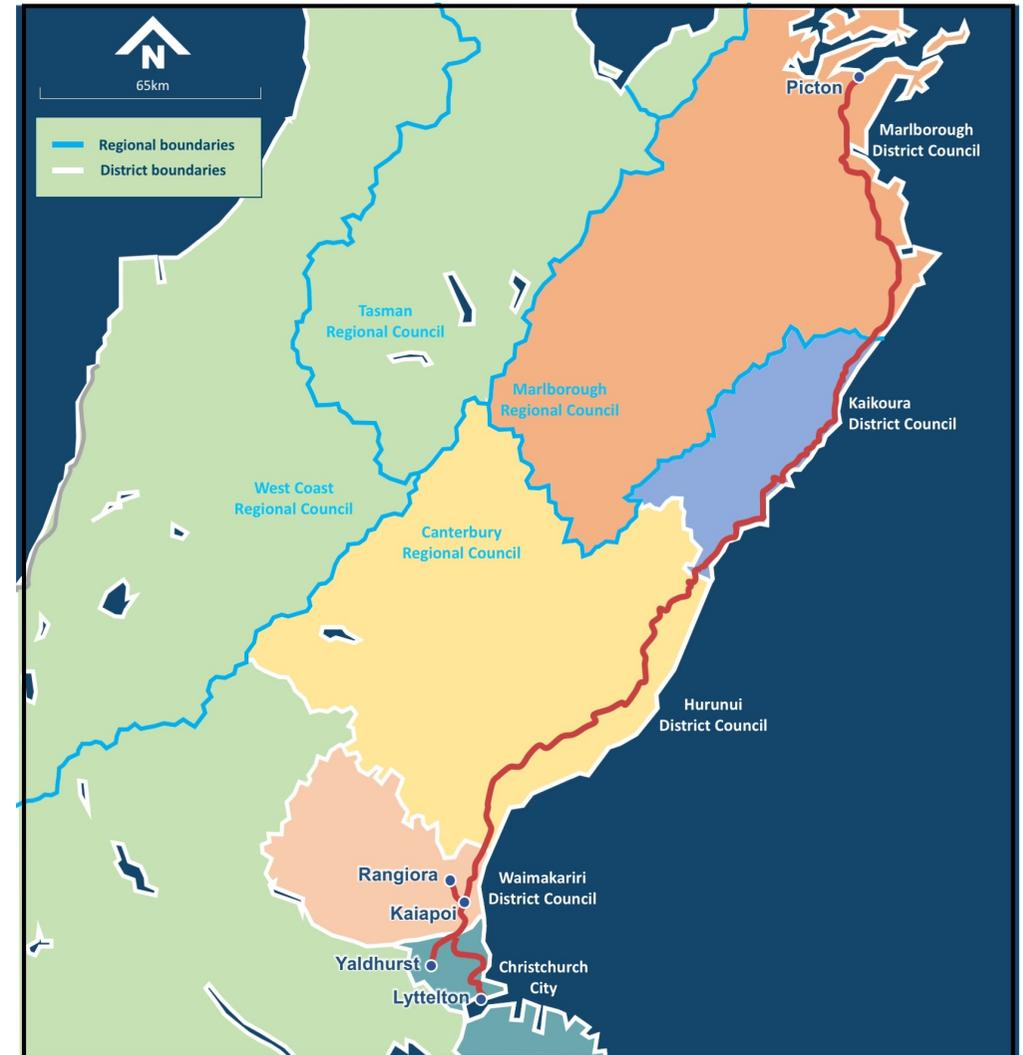 N
65km
Regional boundaries
District boundaries
Picton
Marlborough
District Council
Tasman
Regional Council
Marlborough
Regional Council
Kaikoura
District Council
West Coast
Regional Council
Canterbury
Regional Council
Hurunui
District Council
Rangiora
Waimakariri
District Council
Kaiapoi
Yaldhurst
Christchurch
City
Lyttelton